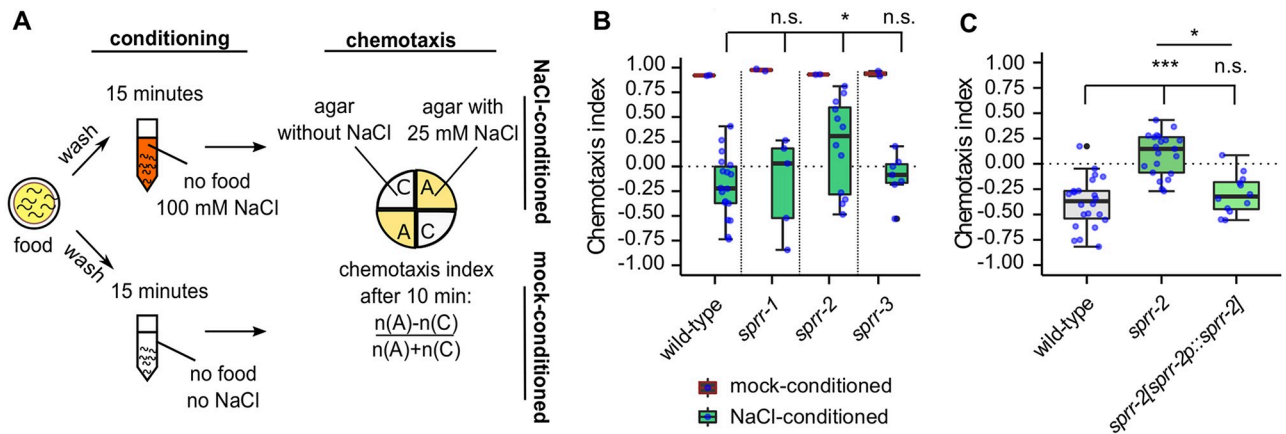 A
conditioning
chemotaxis
15 minutes
wash
no food
100 mM NaCl
food
wash
15 minutes
no food
no NaCl
agar
without NaCl
agar with
25 mM NaCl
C A
A C
chemotaxis index
after 10 min:
n(A)-n(C)
n(A)+n(C)
NaCl-conditioned
mock-conditioned
B
n.s. * n.s.
Chemotaxis index
1.00
0.75
0.50
0.25
0.00
-0.25
-0.50
-0.75
-1.00
wild-type
sprr-1
sprr-2
sprr-3
mock-conditioned
NaCl-conditioned
C
*
*** n.s.
Chemotaxis index
1.00
0.75
0.50
0.25
0.00
-0.25
-0.50
-0.75
-1.00
wild-type
sprr-2
sprr-2[sprr-2p::sprr-2]